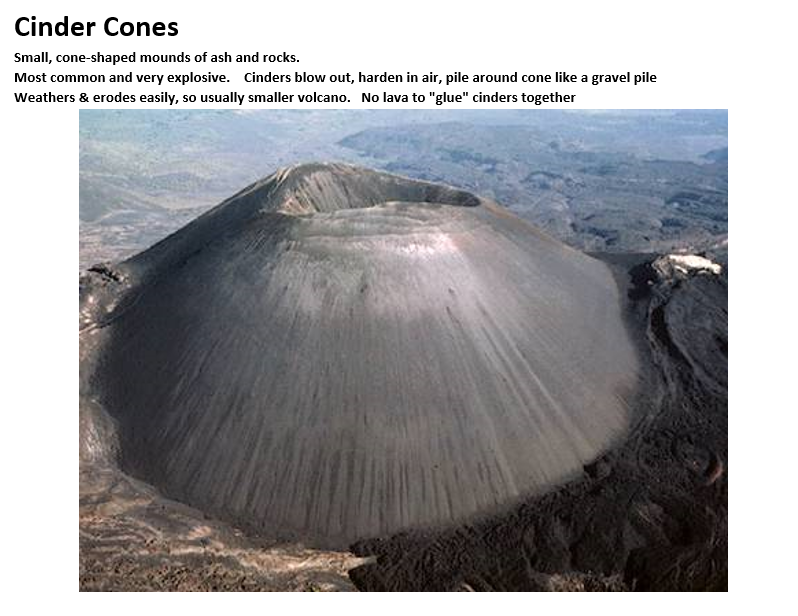 Cinder Cones
Small, cone-shaped mounds of ash and rocks.
Most common and very explosive.    Cinders blow out, harden in air, pile around cone like a gravel pile
Weathers & erodes easily, so usually smaller volcano.   No lava to "glue" cinders together